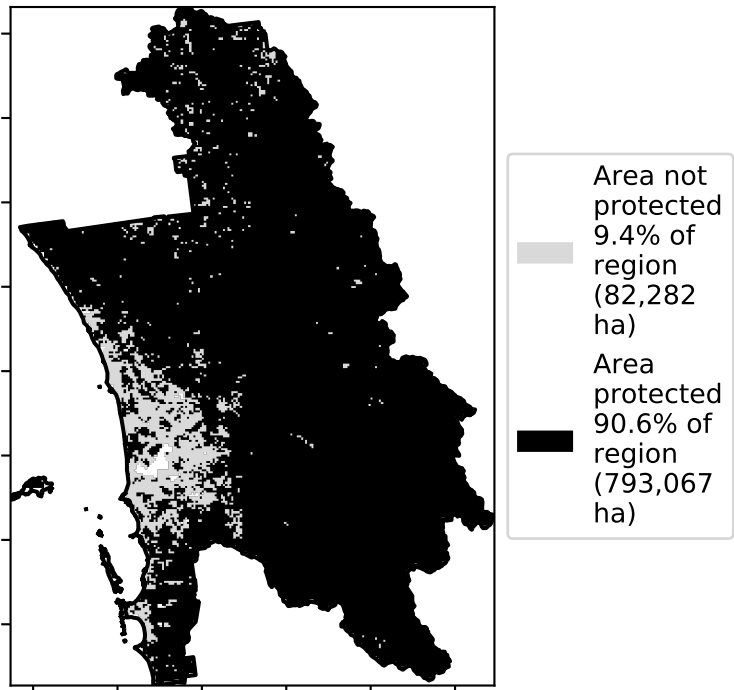 Area not
protected
9.4% of
region
(82,282
ha)
Area
protected
90.6% of
region
(793,067
ha)